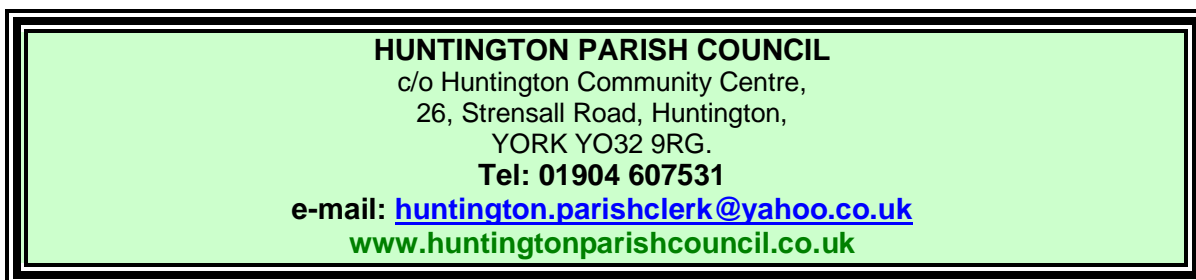 HUNTINGTON PARISH COUNCIL
c/o Huntington Community Centre,
26, Strensall Road, Huntington,
YORK YO32 9RG.
Tel: 01904 607531
e-mail: huntington.parishclerk@yahoo.co.uk
www.huntingtonparishcouncil.co.uk